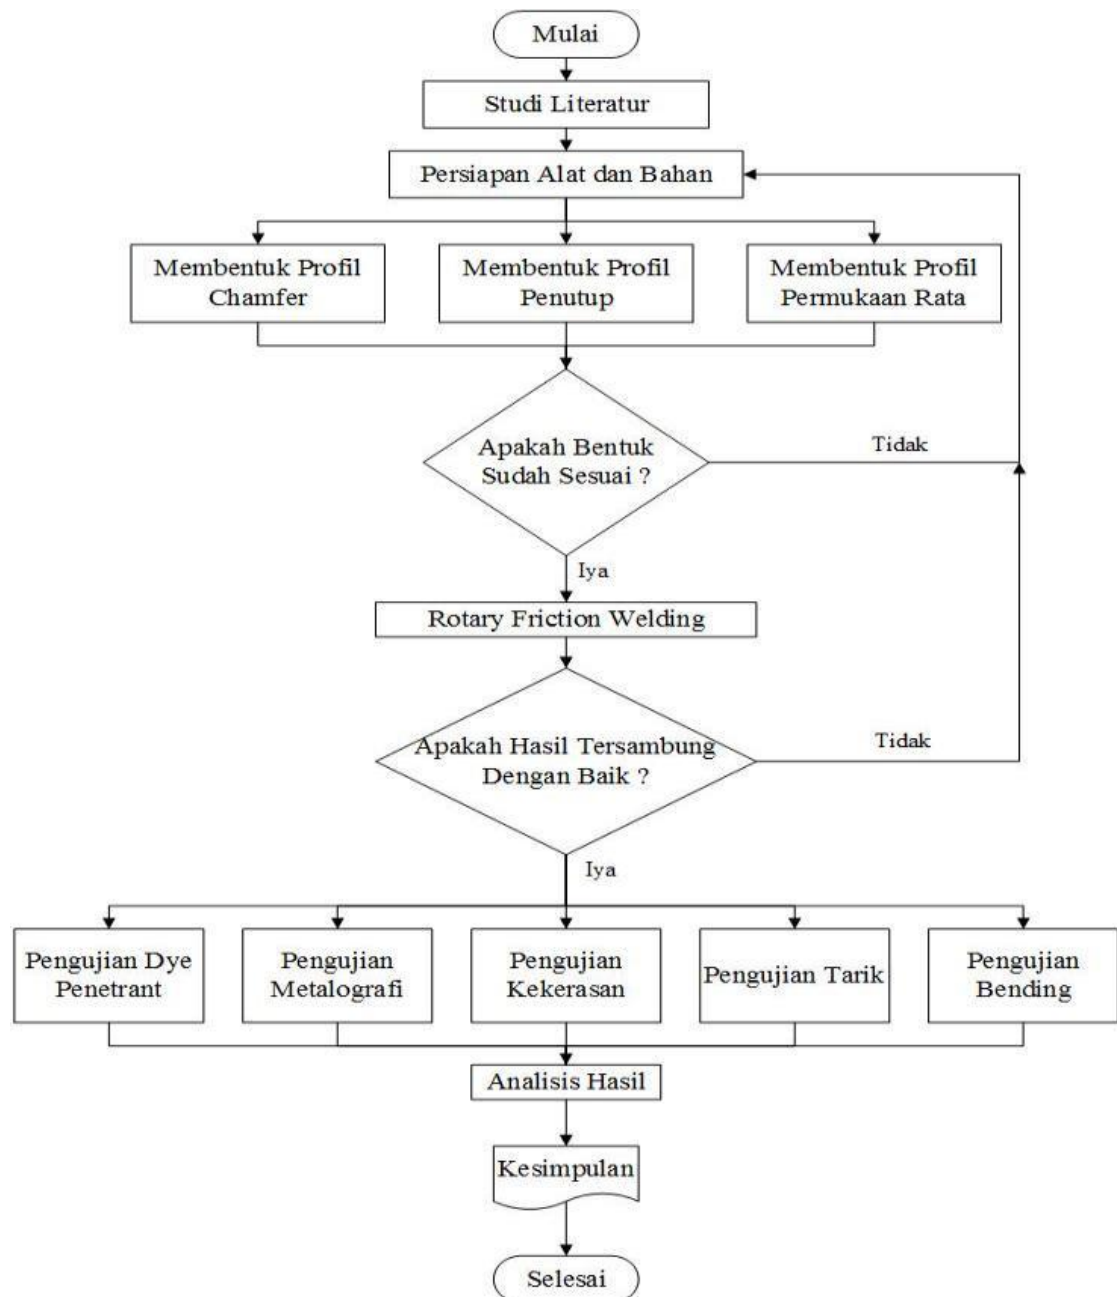 Mulai
Studi Literatur
Persiapan Alat dan Bahan
Membentuk Profil
Chamfer
Membentuk Profil
Penutup
Membentuk Profil
Permukaan Rata
Apakah Bentuk
Sudah Sesuai ?
Tidak
Iya
Rotary Friction Welding
Apakah Hasil Tersambung
Dengan Baik ?
Tidak
Iya
Pengujian Dye
Penetrant
Pengujian
Metalografi
Pengujian
Kekerasan
Pengujian Tarik
Pengujian
Bending
Analisis Hasil
Kesimpulan
Selesai